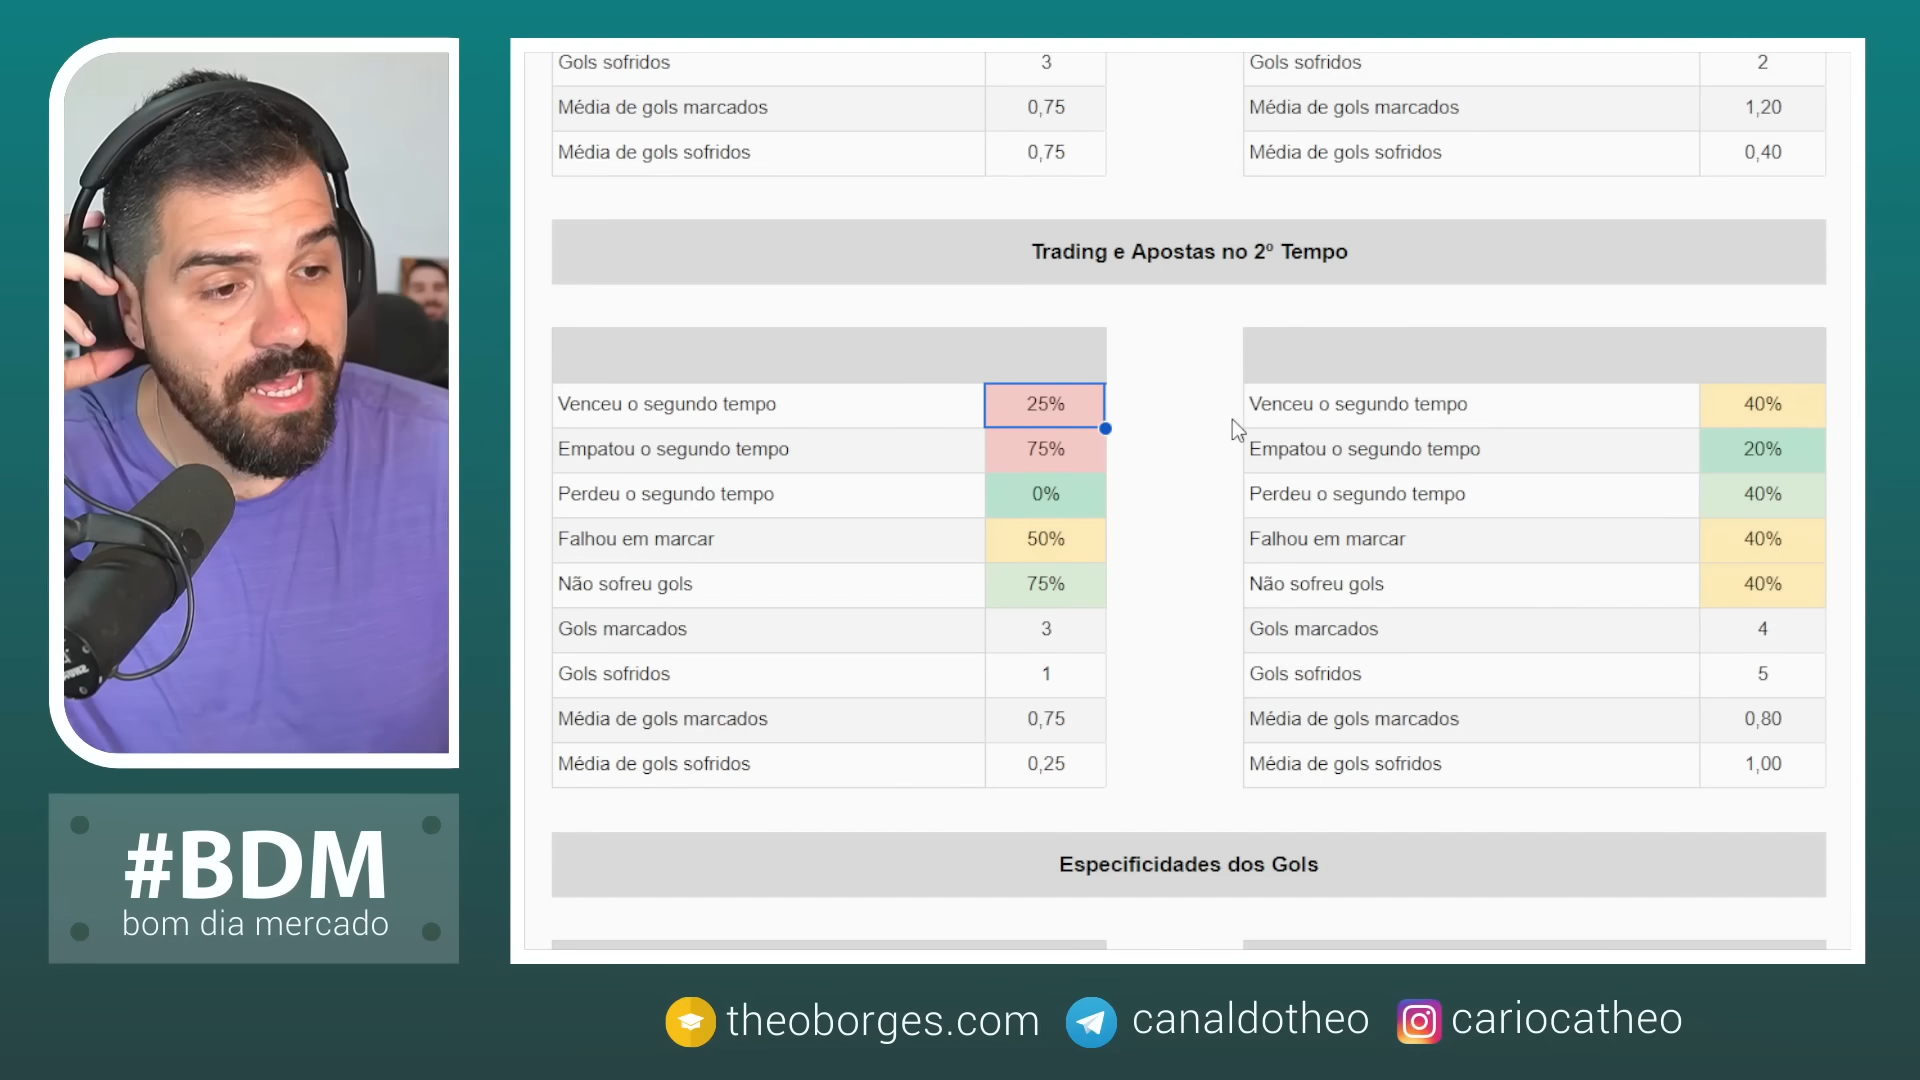 Gols sofridos 3
Média de gols marcados 0,75
Média de gols sofridos 0,75
Gols sofridos 2
Média de gols marcados 1,20
Média de gols sofridos 0,40
Trading e Apostas no 2º Tempo
Venceu o segundo tempo 25%
Empatou o segundo tempo 75%
Perdeu o segundo tempo 0%
Falhou em marcar 50%
Não sofreu gols 75%
Gols marcados 3
Gols sofridos 1
Média de gols marcados 0,75
Média de gols sofridos 0,25
Venceu o segundo tempo 40%
Empatou o segundo tempo 20%
Perdeu o segundo tempo 40%
Falhou em marcar 40%
Não sofreu gols 40%
Gols marcados 4
Gols sofridos 5
Média de gols marcados 0,80
Média de gols sofridos 1,00
Especificidades dos Gols
#BDM
bom dia mercado
theoborges.com
canaldotheo
cariocatheo